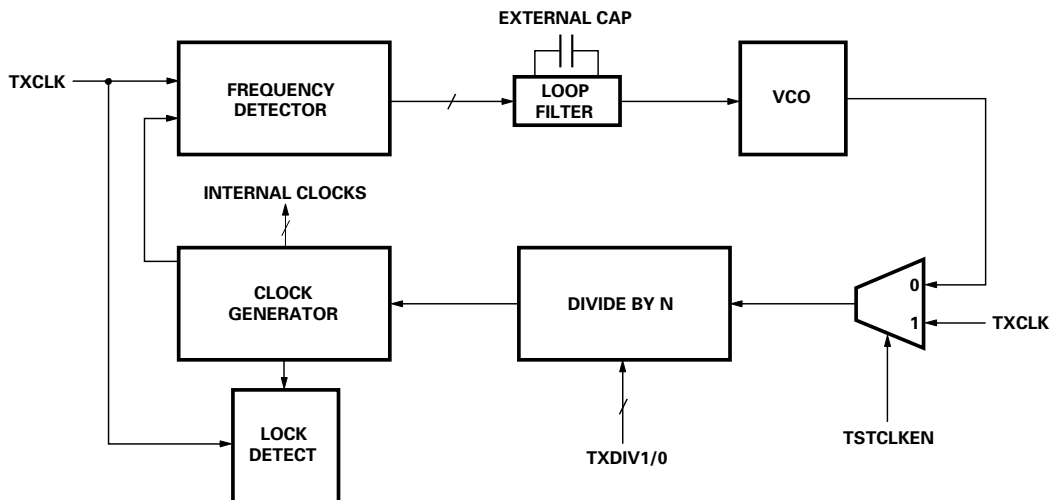 EXTERNAL CAP
TXCLK
FREQUENCY
DETECTOR
LOOP
FILTER
VCO
INTERNAL CLOCKS
CLOCK
GENERATOR
DIVIDE BY N
0
1
TXCLK
LOCK
DETECT
TXDIV1/0
TSTCLKEN